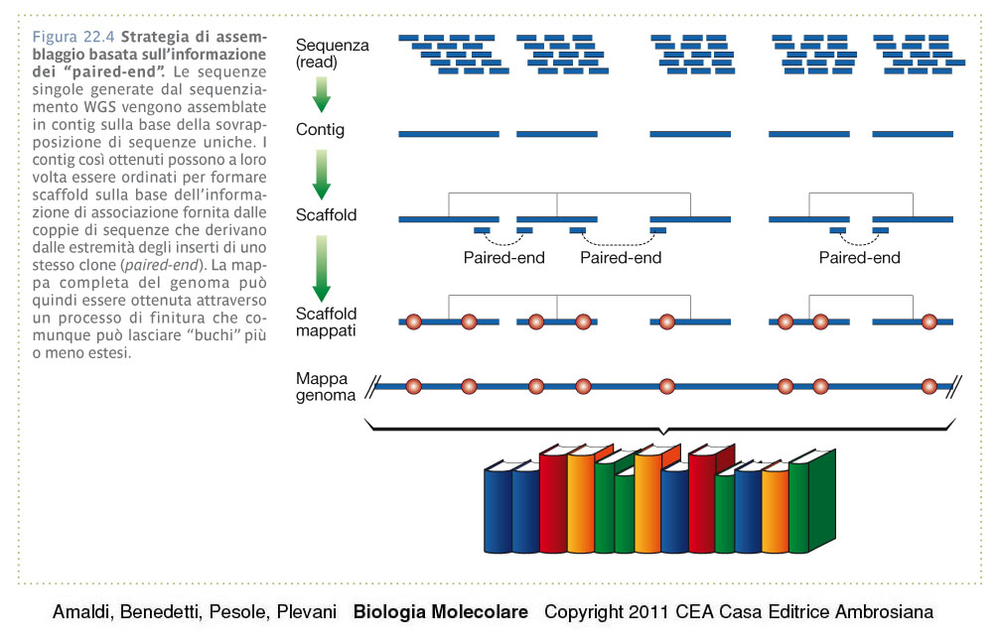 Figura 22.4 Strategia di assem-
blaggio basata sull'informazione
dei “paired-end”. Le sequenze
singole generate dal sequenzia-
mento WGS vengono assemblate
in contig sulla base della sovrap-
posizione di sequenze uniche. I
contig così ottenuti possono a loro
volta essere ordinati per formare
scaffold sulla base dell'informa-
zione di associazione fornita dalle
coppie di sequenze che derivano
dalle estremità degli inserti di uno
stesso clone (paired-end). La map-
pa completa del genoma può
quindi essere ottenuta attraverso
un processo di finitura che co-
munque può lasciare “buchi” più
o meno estesi.
Sequenza
(read)
Contig
Scaffold
Paired-end
Paired-end
Paired-end
Scaffold
mappati
Mappa
genoma
Amaldi, Benedetti, Pesole, Plevani Biologia Molecolare Copyright 2011 CEA Casa Editrice Ambrosiana